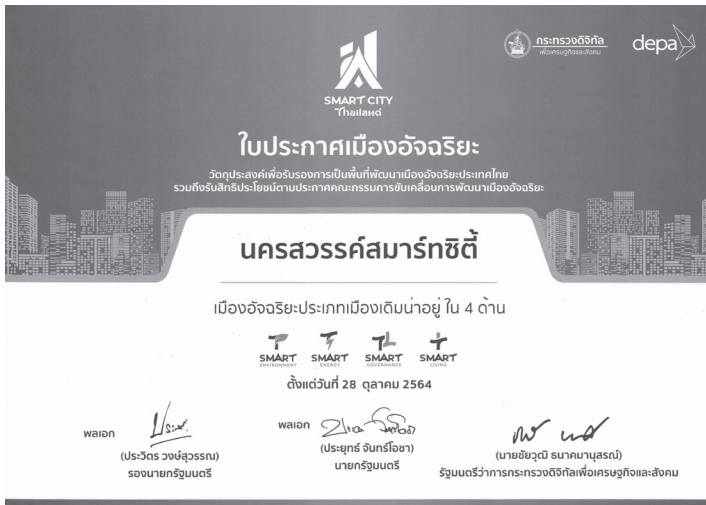 กระทรวงดิจิทัล
เพื่อเศรษฐกิจและสังคม
depa
SMART CITY
Thailand
ใบประกาศเมืองอัจฉริยะ
วัตถุประสงค์เพื่อรับรองการเป็นพื้นที่พัฒนาเมืองอัจฉริยะประเทศไทย
รวมถึงรับสิทธิประโยชน์ตามประกาศคณะกรรมการขับเคลื่อนการพัฒนาเมืองอัจฉริยะ
นครสวรรค์สมาร์ทซิตี้
เมืองอัจฉริยะประเภทเมืองเดิมน่าอยู่ ใน 4 ด้าน
SMART SMART SMART SMART
ENVIRONMENT ENERGY GOVERNANCE LIVING
ตั้งแต่วันที่ 28 ตุลาคม 2564
พลเอก พลเอก
(ประวิตร วงษ์สุวรรณ) (ประยุทธ์ จันทร์โอชา) (นายชัยวุฒิ ธนาคมานุสรณ์)
รองนายกรัฐมนตรี นายกรัฐมนตรี รัฐมนตรีว่าการกระทรวงดิจิทัลเพื่อเศรษฐกิจและสังคม